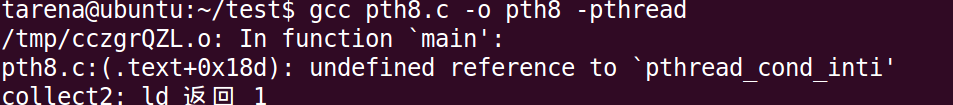 tarena@ubuntu:~/test$ gcc pth8.c -o pth8 -pthread
/tmp/cczgrQZL.o: In function `main':
pth8.c:(.text+0x18d): undefined reference to `pthread_cond_inti'
collect2: ld 返回 1